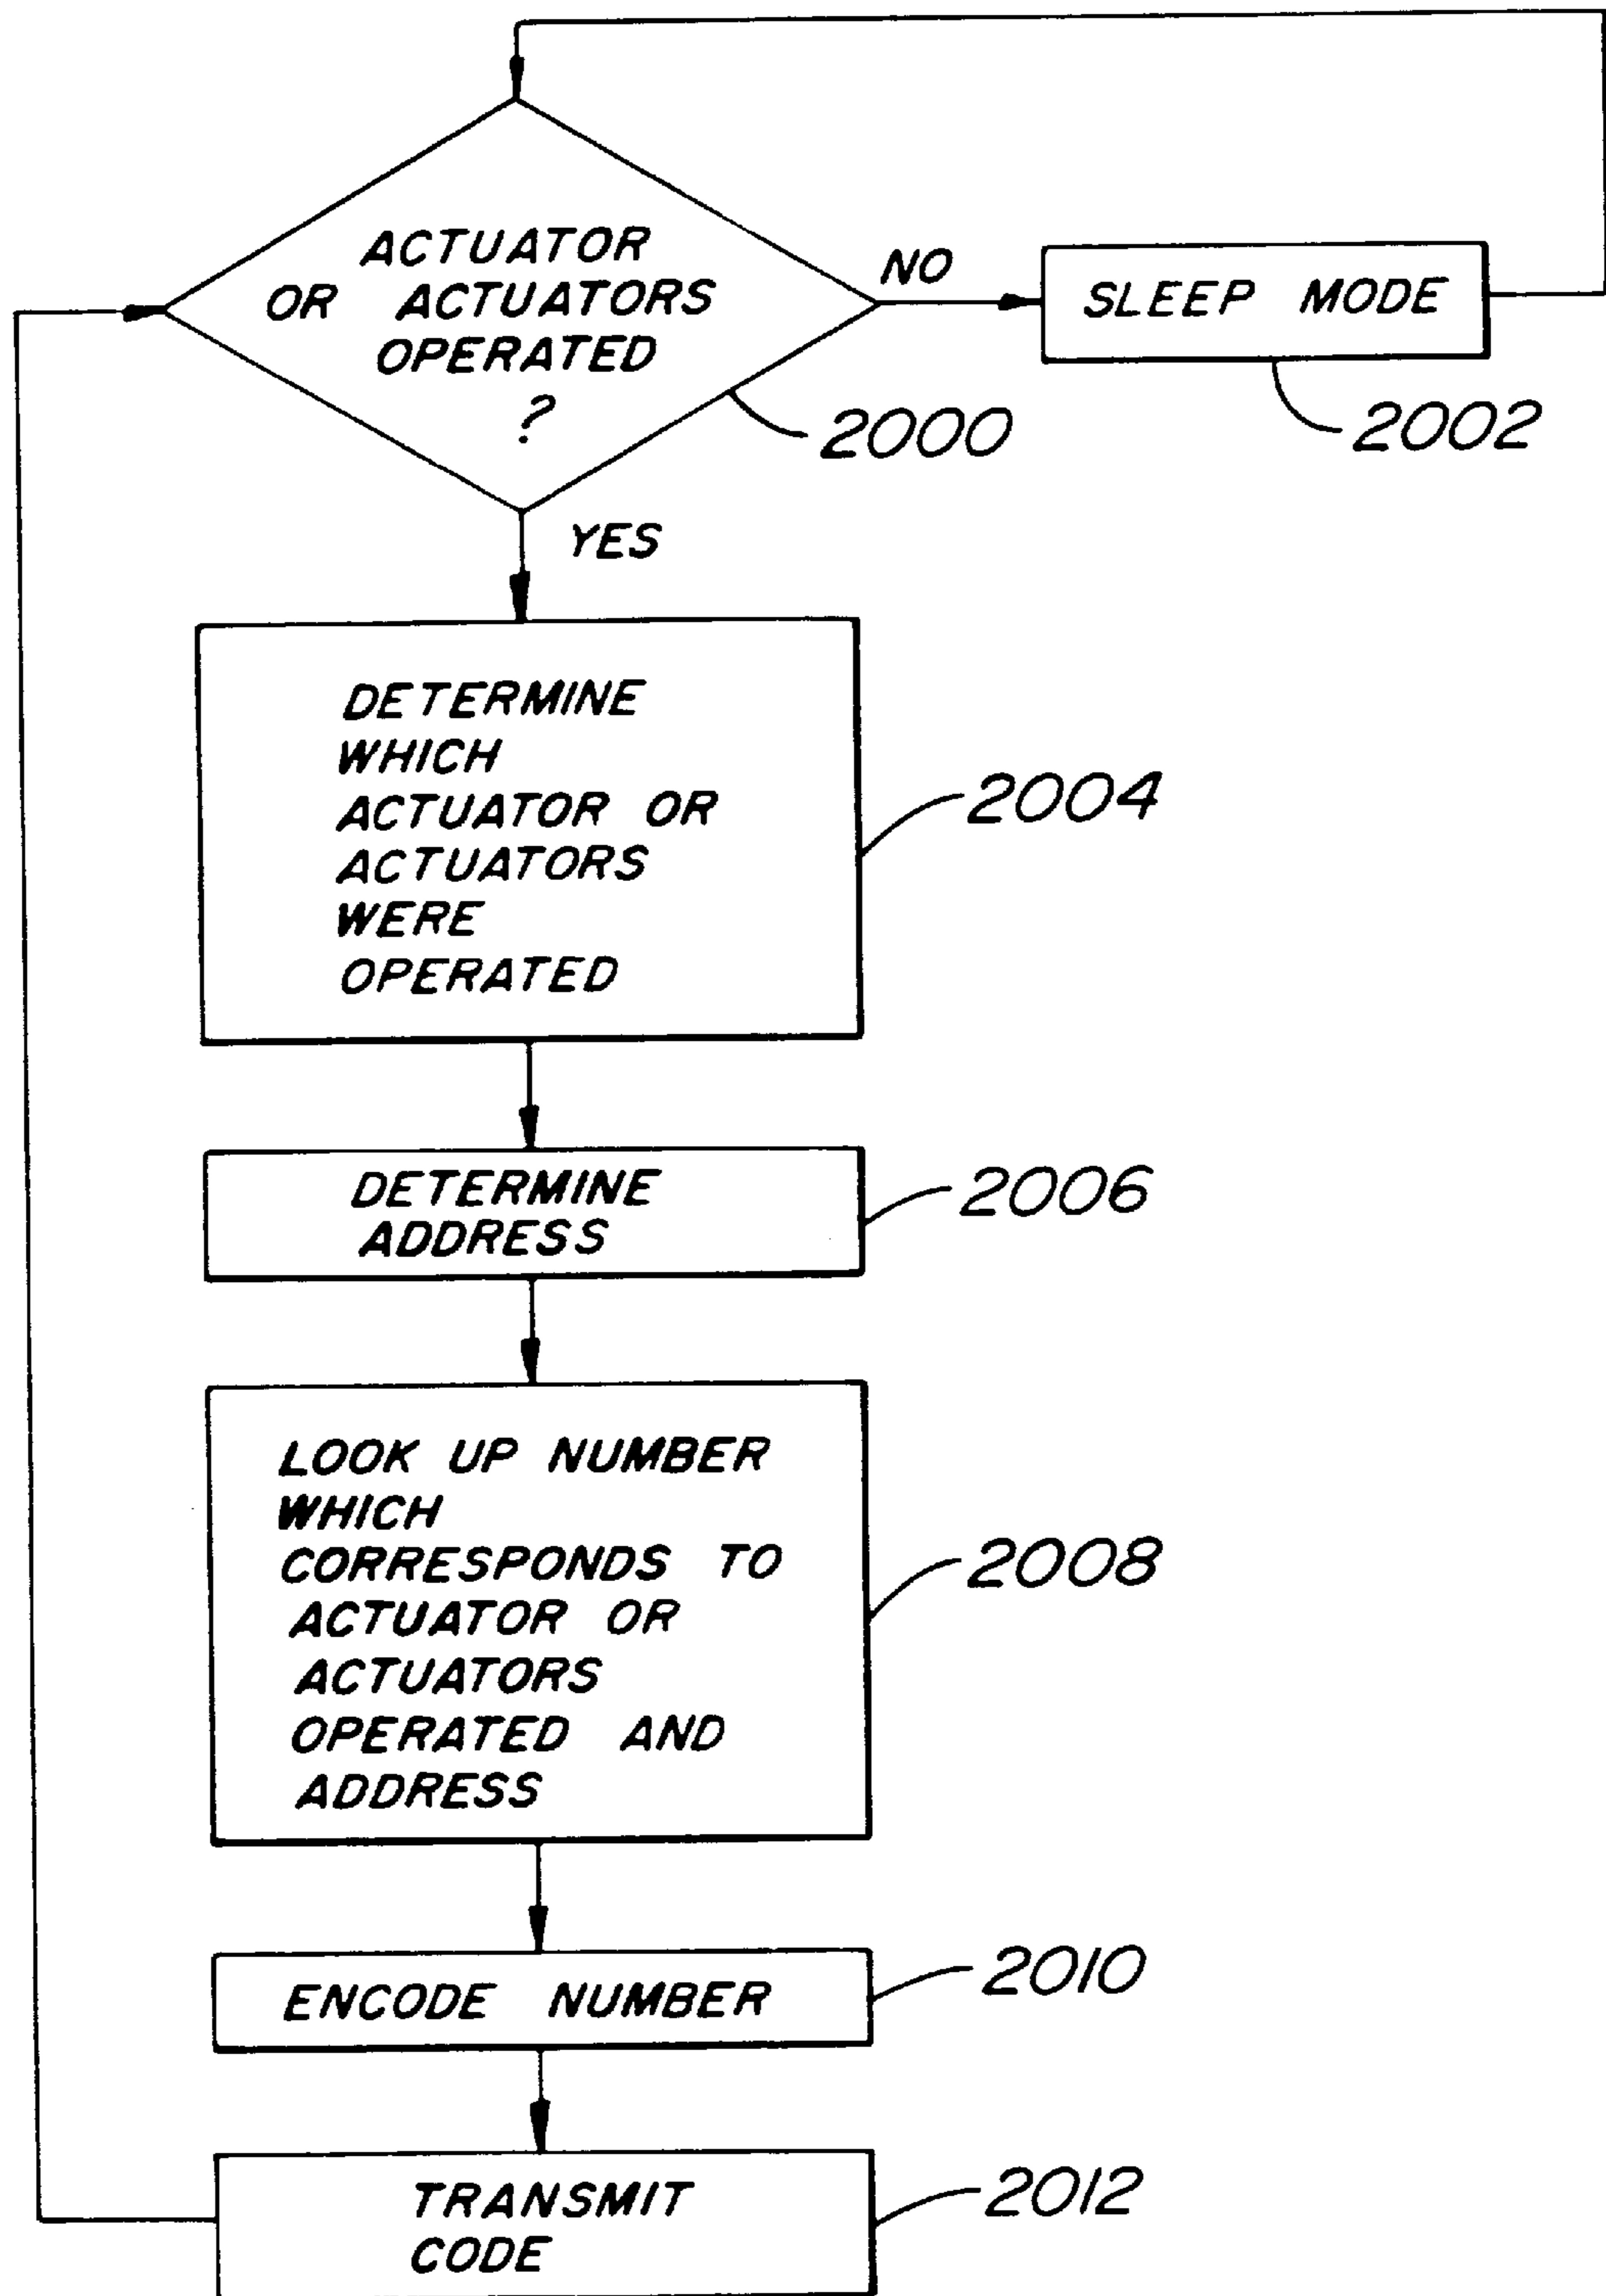 ACTUATOR
OR ACTUATORS
OPERATED
?
NO
SLEEP MODE
2000
2002
YES
DETERMINE
WHICH
ACTUATOR OR
ACTUATORS
WERE
OPERATED
2004
DETERMINE
ADDRESS
2006
LOOK UP NUMBER
WHICH
CORRESPONDS TO
ACTUATOR OR
ACTUATORS
OPERATED AND
ADDRESS
2008
ENCODE NUMBER
2010
TRANSMIT
CODE
2012